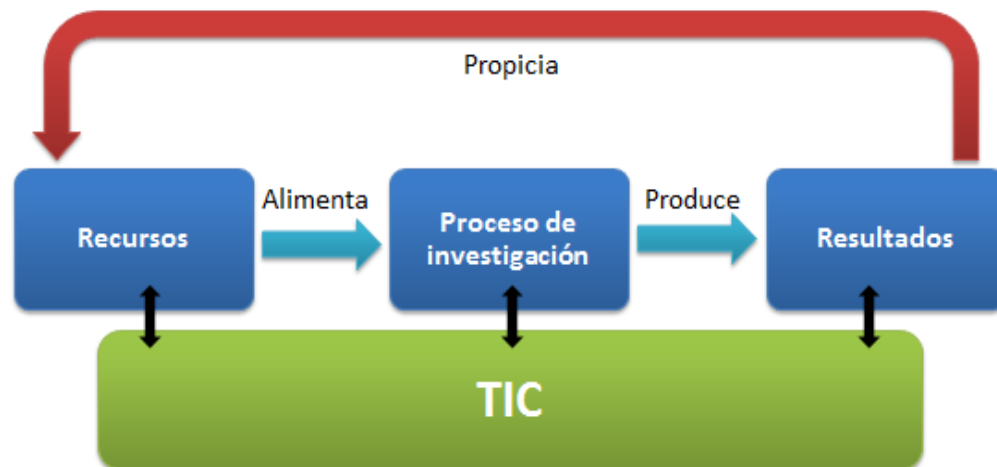 Propicia
Alimenta
Produce
Recursos
Proceso de
investigación
Resultados
TIC